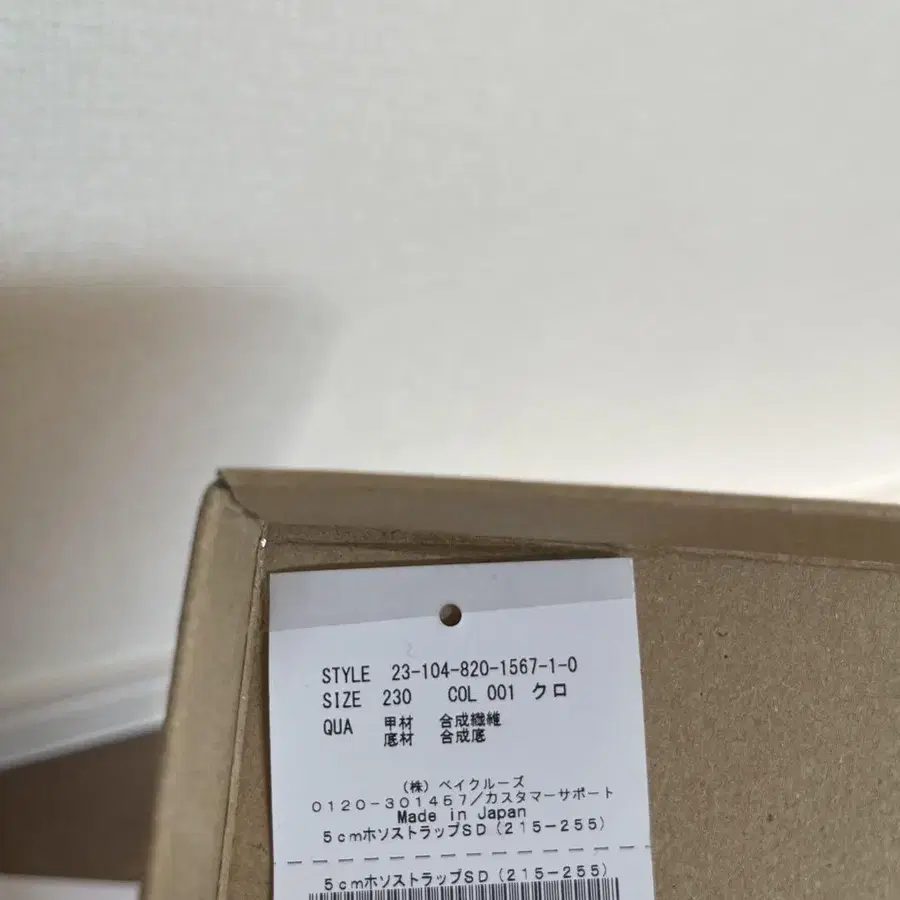 STYLE 23-104-820-1567-1-0
SIZE 230 COL 001 クロ
QUA 甲材 合成繊維
底材 合成底
(株)ベイクルーズ
0120-301457/カスタマーサポート
Made in Japan
5cmホソストラップSD(215-255)
5cmホソストラップSD(215-255)